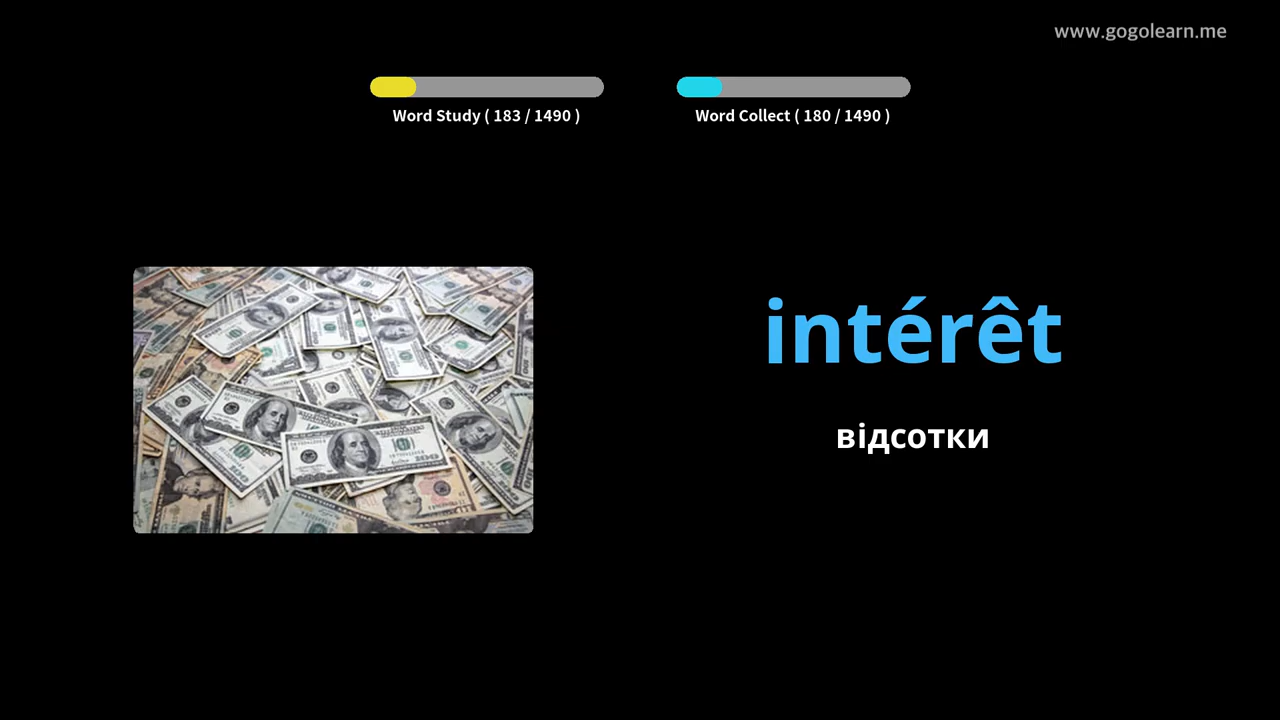 www.gogolearn.me
Word Study ( 183 / 1490 )
Word Collect ( 180 / 1490 )
intérêt
відсотки